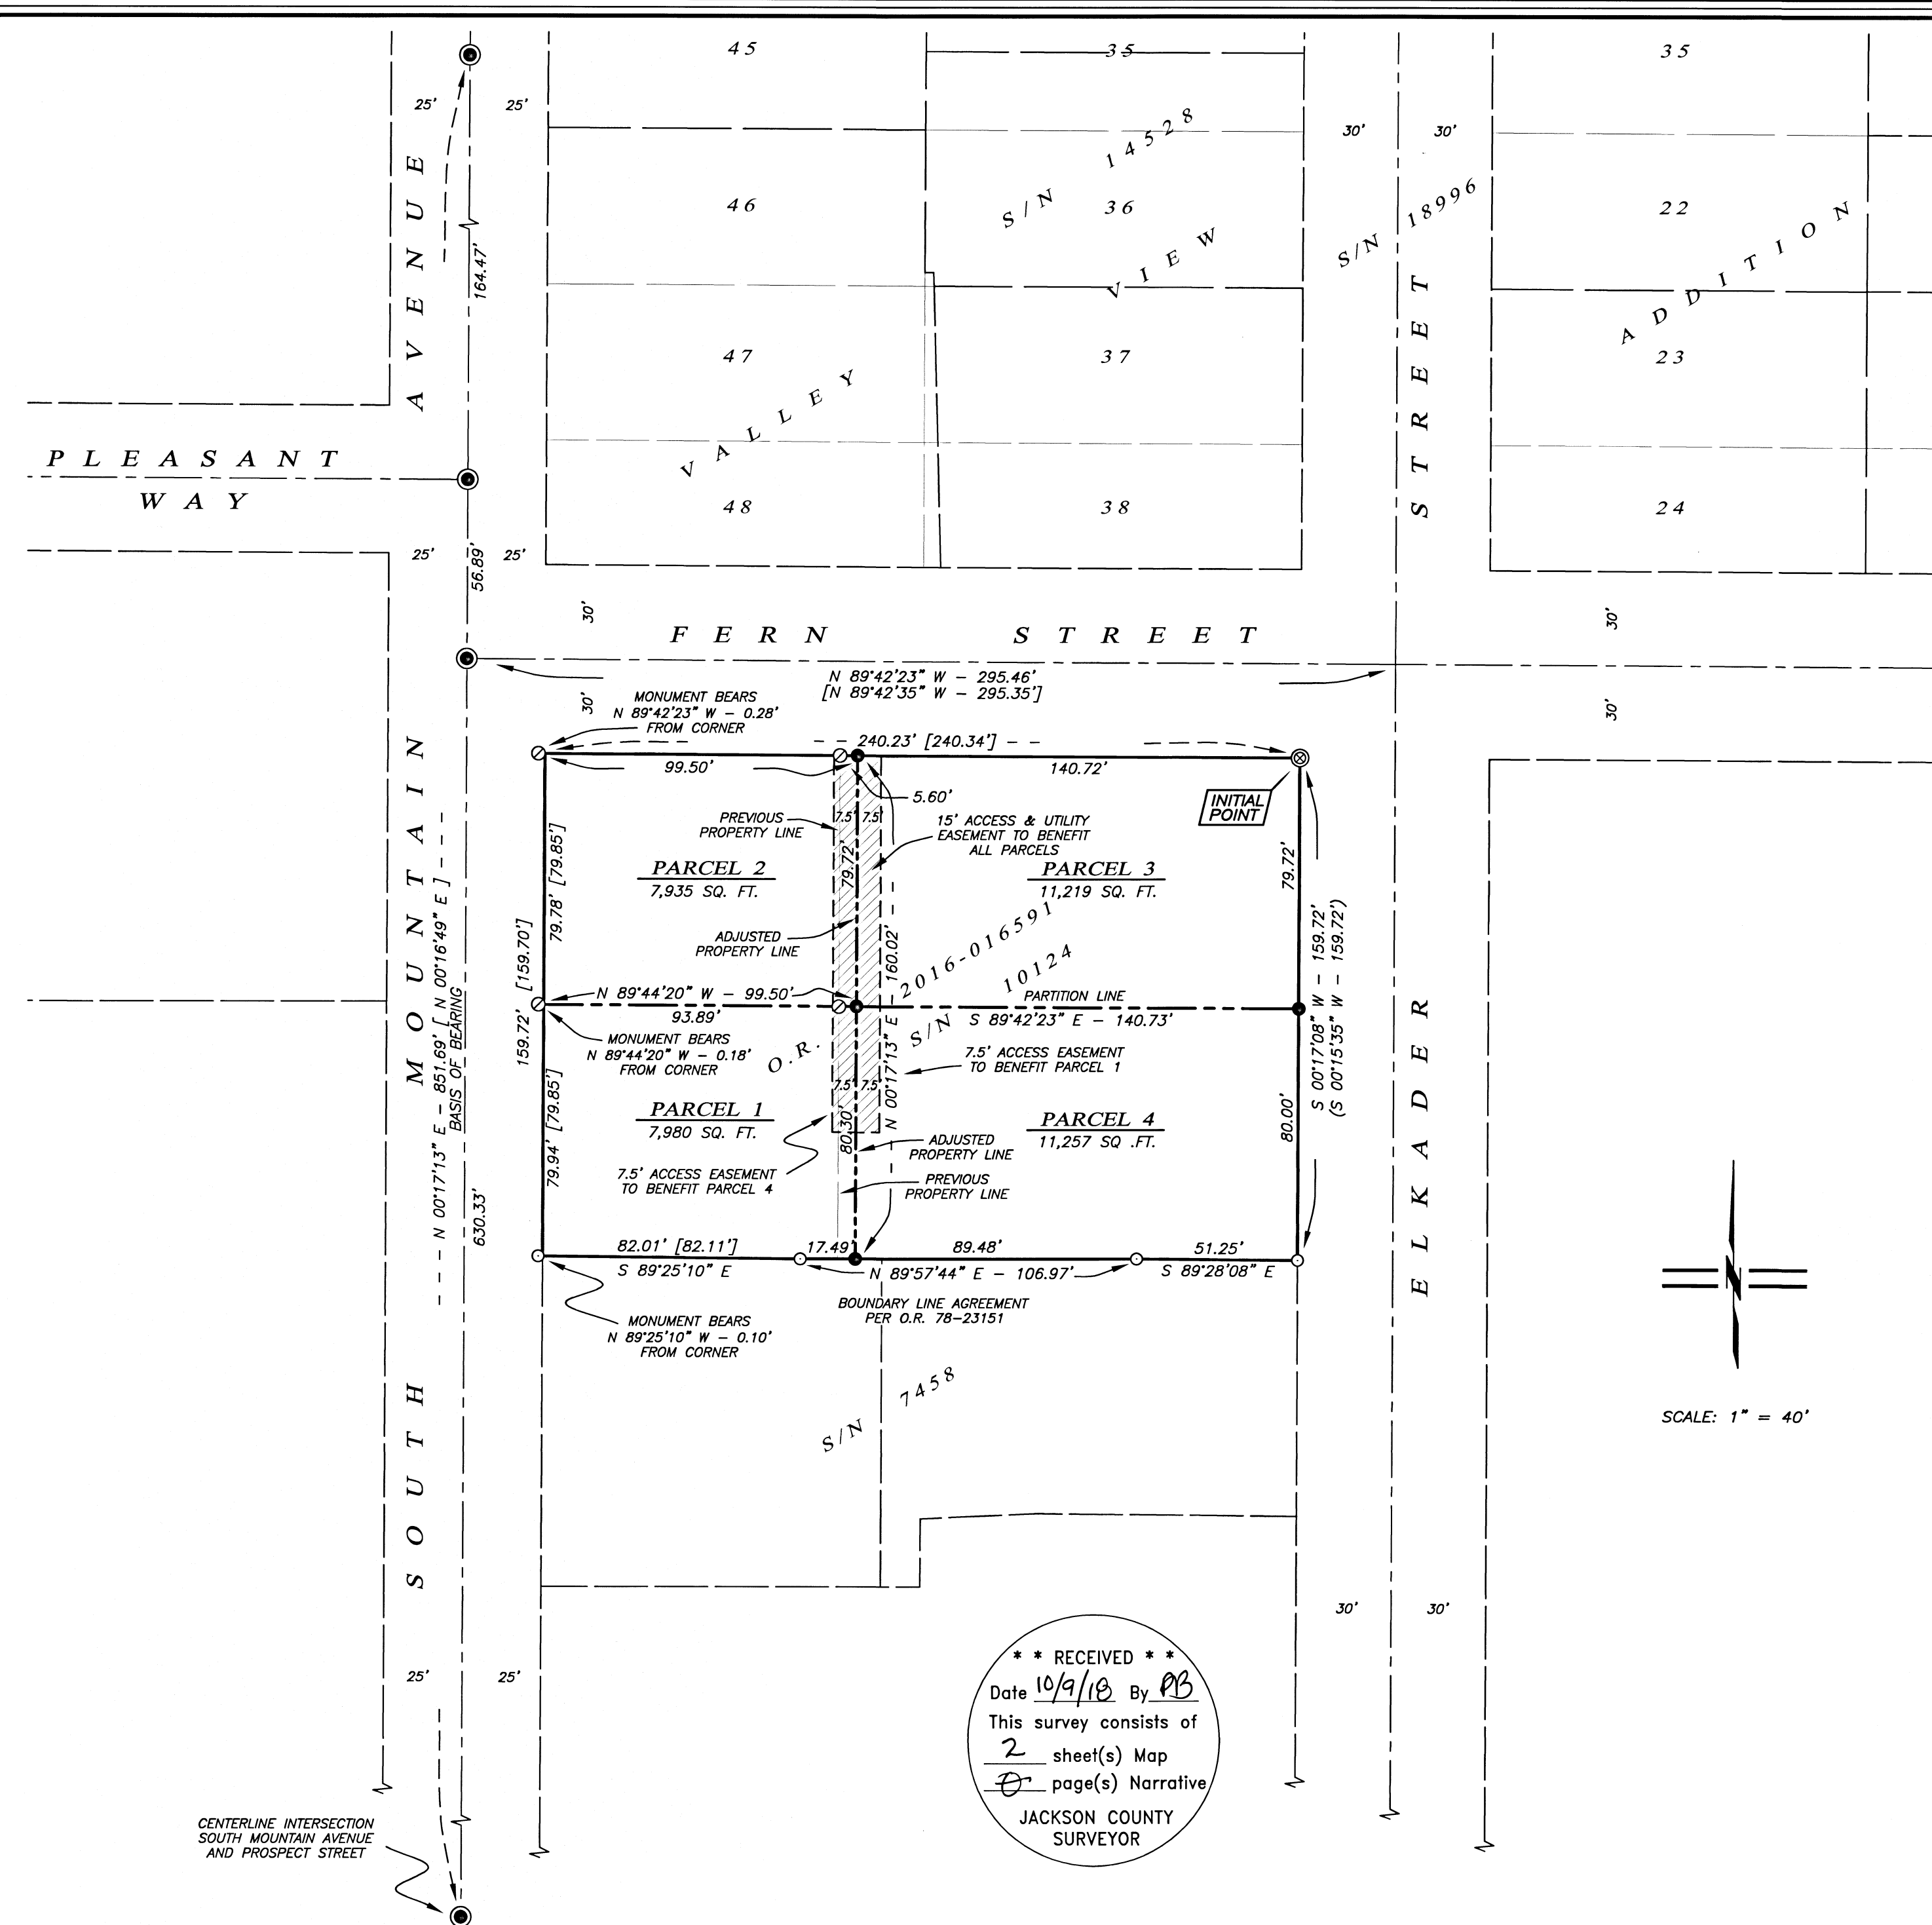 45
35
35
25'
25'
30'
30'
S/N 14528
46
36
22
S/N 18996
164.47'
VALLEY VIEW ADDITION
47
37
23
PLEASANT
WAY
48
38
24
25'
25'
56.89'
30'
30'
FERN STREET
N 89°42'23" W - 295.46'
[N 89°42'35" W - 295.35']
30'
30'
MONUMENT BEARS
N 89°42'23" W - 0.28'
FROM CORNER
240.23' [240.34']
99.50'
140.72'
5.60'
INITIAL
POINT
PREVIOUS
PROPERTY LINE
7.5'
7.5'
15' ACCESS & UTILITY
EASEMENT TO BENEFIT
ALL PARCELS
PARCEL 2
7,935 SQ. FT.
79.72'
PARCEL 3
11,219 SQ. FT.
79.72'
79.78' [79.85']
ADJUSTED
PROPERTY LINE
159.72' [159.70']
N 00°17'13" E - 160.02'
O.R. 2016-016591
S/N 10124
S 00°17'08" W - 159.72'
(S 00°15'35" W - 159.72')
N 89°44'20" W - 99.50'
93.89'
PARTITION LINE
S 89°42'23" E - 140.73'
MONUMENT BEARS
N 89°44'20" W - 0.18'
FROM CORNER
7.5' ACCESS EASEMENT
TO BENEFIT PARCEL 1
7.5'
7.5'
79.94' [79.85']
PARCEL 1
7,980 SQ. FT.
80.30'
PARCEL 4
11,257 SQ .FT.
80.00'
ADJUSTED
PROPERTY LINE
7.5' ACCESS EASEMENT
TO BENEFIT PARCEL 4
PREVIOUS
PROPERTY LINE
82.01' [82.11']
17.49'
89.48'
51.25'
S 89°25'10" E
N 89°57'44" E - 106.97'
S 89°28'08" E
BOUNDARY LINE AGREEMENT
PER O.R. 78-23151
MONUMENT BEARS
N 89°25'10" W - 0.10'
FROM CORNER
N 00°17'13" E - 851.69' [ N 00°16'49" E ]
BASIS OF BEARING
630.33'
SOUTH MOUNTAIN AVENUE
ELKADER STREET
S/N 7458
N
SCALE: 1" = 40'
25'
25'
30'
30'
* * RECEIVED * *
Date 10/9/18 By PB
This survey consists of
2 sheet(s) Map
0 page(s) Narrative
JACKSON COUNTY
SURVEYOR
CENTERLINE INTERSECTION
SOUTH MOUNTAIN AVENUE
AND PROSPECT STREET